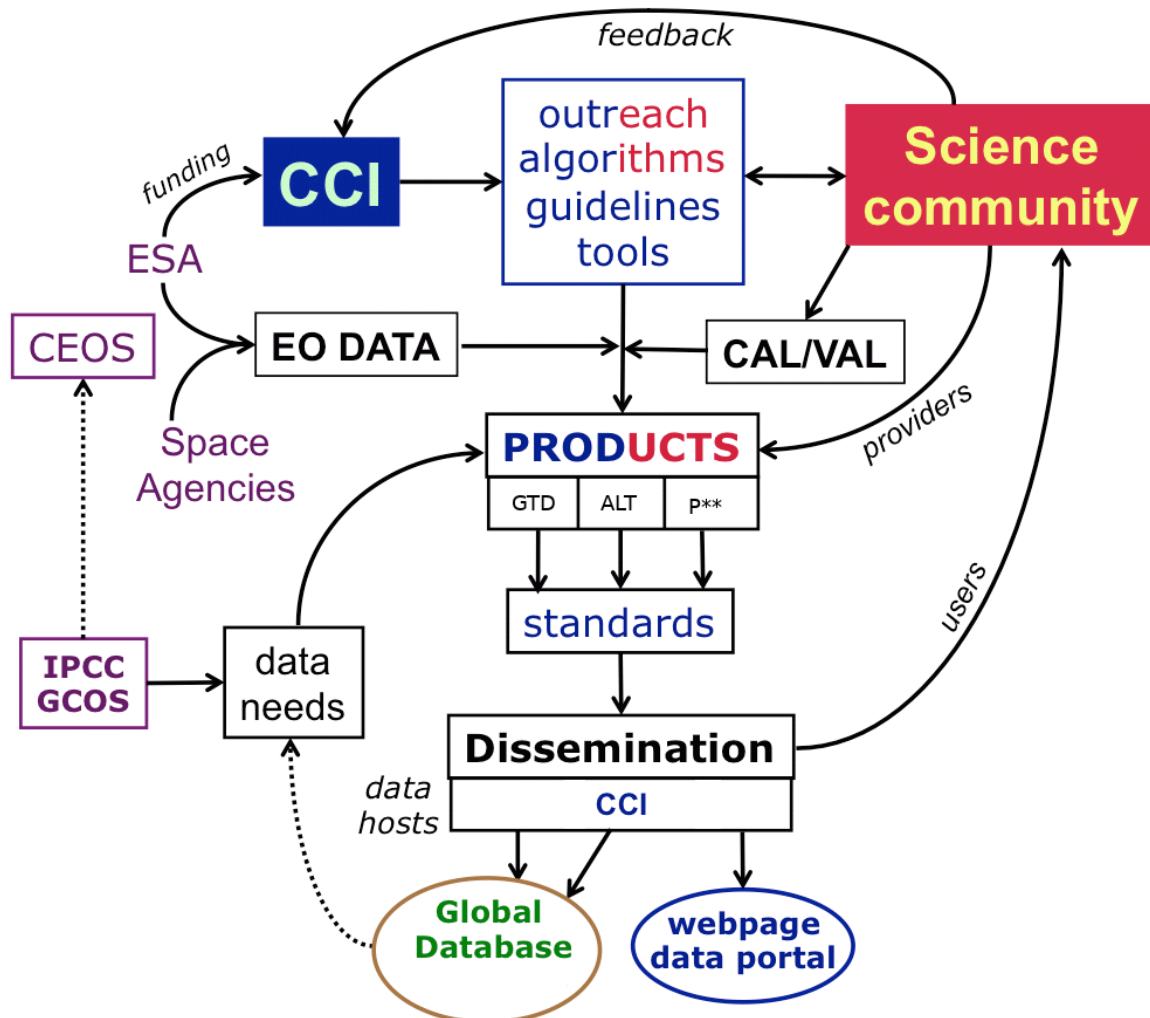 feedback
outreach
algorithms
guidelines
tools
Science
community
funding
CCI
ESA
CEOS
EO DATA
CAL/VAL
Space
Agencies
PRODUCTS
providers
GTD
ALT
P**
standards
users
IPCC
GCOS
data
needs
Dissemination
data
hosts
CCI
Global
Database
webpage
data portal